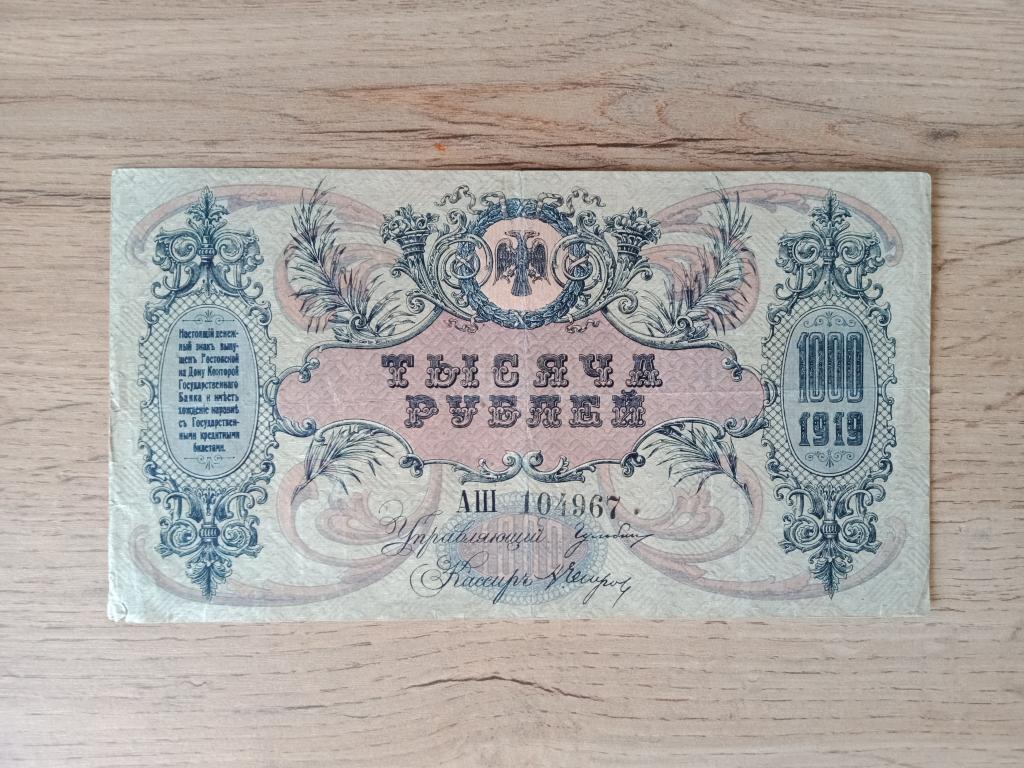 Настоящій денеж-
ный знакъ выпу-
щенъ Ростовской
на Дону Конторой
Государственнаго
Банка и имѣетъ
хожденіе наравнѣ
съ Государствен-
ными кредитными
билетами.
ТЫСЯЧА
РУБЛЕЙ
1000
1919
АШ 104967
Управляющій
1000
Кассиръ